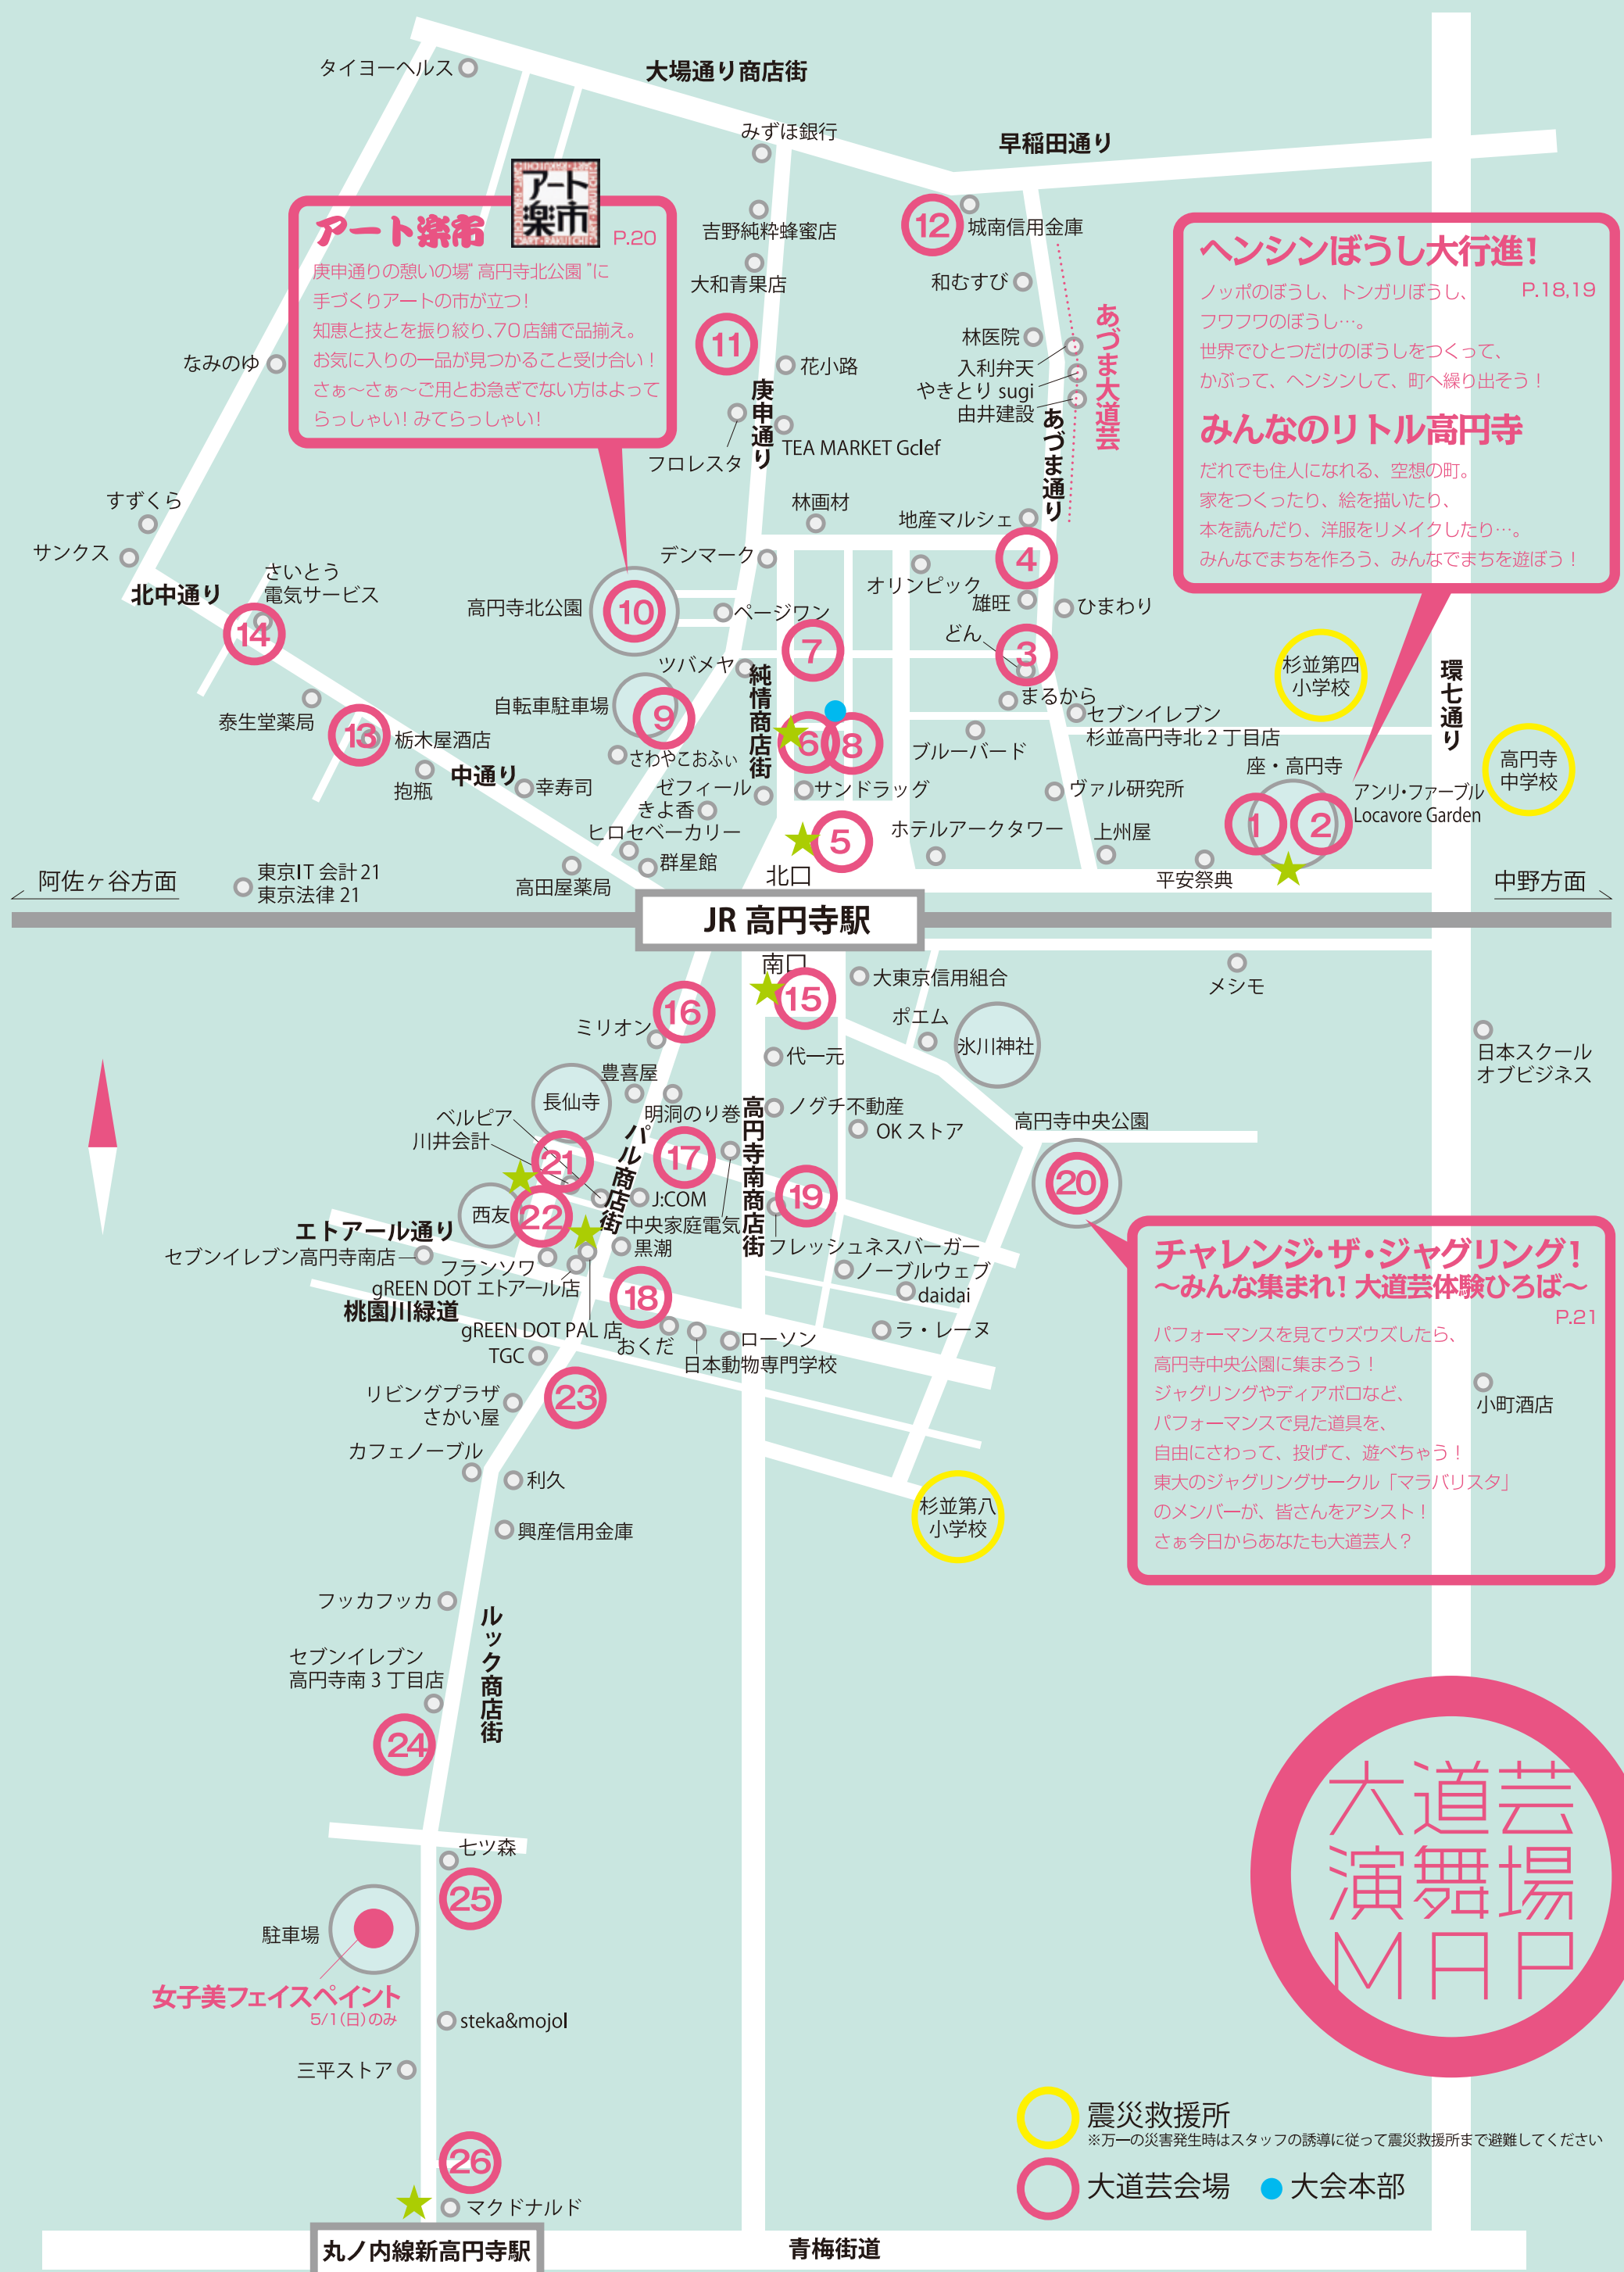 タイヨーヘルス
大場通り商店街
みずほ銀行
早稲田通り
アート
楽市
アート楽市
P.20
庚申通りの憩いの場“高円寺北公園”に
手づくりアートの市が立つ!
知恵と技とを振り絞り、70店舗で品揃え。
お気に入りの一品が見つかること受け合い!
さぁ〜さぁ〜ご用とお急ぎでない方はよって
らっしゃい!みてらっしゃい!
吉野純粋蜂蜜店
大和青果店
11
花小路
庚申通り
フロレスタ
TEA MARKET Gclef
12
城南信用金庫
和むすび
林医院
入利弁天
やきとり sugi
由井建設
あづま大道芸
あづま通り
ヘンシンぼうし大行進!
P.18,19
ノッポのぼうし、トンガリぼうし、
フワフワのぼうし…。
世界でひとつだけのぼうしをつくって、
かぶって、ヘンシンして、町へ繰り出そう!
みんなのリトル高円寺
だれでも住人になれる、空想の町。
家をつくったり、絵を描いたり、
本を読んだり、洋服をリメイクしたり…。
みんなでまちを作ろう、みんなでまちを遊ぼう!
なみのゆ
すずくら
サンクス
北中通り
さいとう
電気サービス
14
泰生堂薬局
13
栃木屋酒店
抱瓶
中通り
幸寿司
林画材
デンマーク
地産マルシェ
4
オリンピック
雄旺
ひまわり
どん
3
まるから
セブンイレブン
杉並高円寺北 2 丁目店
高円寺北公園
10
ページワン
7
ツバメヤ
純情商店街
自転車駐車場
9
さわやこおふぃ
6
8
ブルーバード
ゼフィール
サンドラッグ
きよ香
ヒロセベーカリー
群星館
高田屋薬局
5
北口
ホテルアークタワー
ヴァル研究所
上州屋
平安祭典
杉並第四
小学校
環七通り
高円寺
中学校
座・高円寺
1
2
アンリ・ファーブル
Locavore Garden
阿佐ヶ谷方面
東京IT 会計 21
東京法律 21
中野方面
JR 高円寺駅
南口
15
16
ミリオン
大東京信用組合
ポエム
氷川神社
メシモ
日本スクール
オブビジネス
代一元
豊喜屋
長仙寺
明洞のり巻
ノグチ不動産
OK ストア
高円寺中央公園
20
ベルピア
川井会計
21
パル商店街
17
高円寺南商店街
19
西友
22
J:COM
中央家庭電気
エトアール通り
セブンイレブン高円寺南店
フランソワ
黒潮
フレッシュネスバーガー
ノーブルウェブ
daidai
gREEN DOT エトアール店
桃園川緑道
18
gREEN DOT PAL 店
おくだ
ローソン
日本動物専門学校
ラ・レーヌ
TGC
リビングプラザ
さかい屋
23
カフェノーブル
利久
興産信用金庫
杉並第八
小学校
チャレンジ・ザ・ジャグリング!
〜みんな集まれ!大道芸体験ひろば〜
P.21
パフォーマンスを見てウズウズしたら、
高円寺中央公園に集まろう!
ジャグリングやディアボロなど、
パフォーマンスで見た道具を、
自由にさわって、投げて、遊べちゃう!
東大のジャグリングサークル「マラバリスタ」
のメンバーが、皆さんをアシスト!
さぁ今日からあなたも大道芸人?
小町酒店
フッカフッカ
ルック商店街
セブンイレブン
高円寺南 3 丁目店
24
七ツ森
25
駐車場
女子美フェイスペイント
5/1(日)のみ
steka&mojol
三平ストア
26
マクドナルド
丸ノ内線新高円寺駅
青梅街道
大道芸
演舞場
MAP
震災救援所
※万一の災害発生時はスタッフの誘導に従って震災救援所まで避難してください
大道芸会場
大会本部